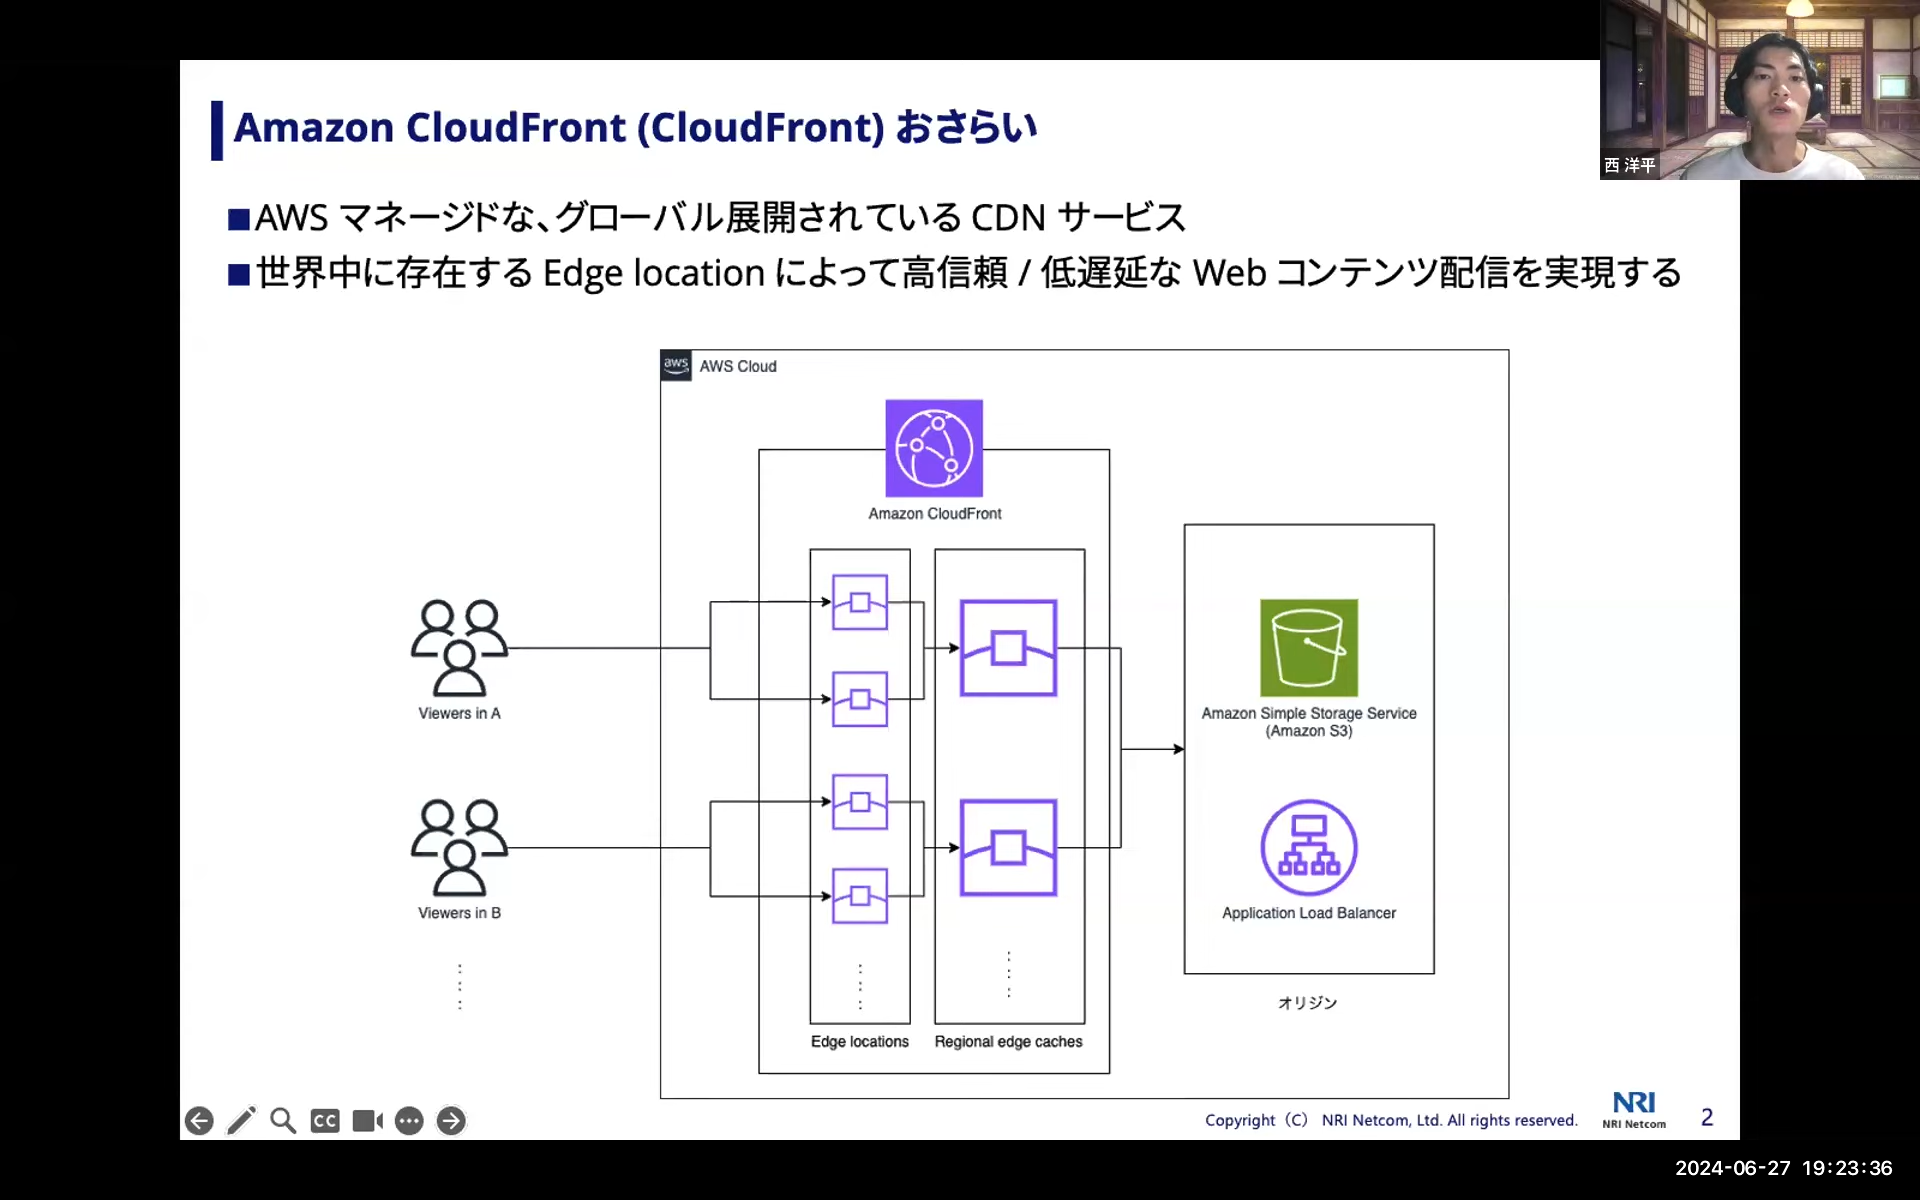 Amazon CloudFront (CloudFront) おさらい
西 洋平
■AWS マネージドな、グローバル展開されている CDN サービス
■世界中に存在する Edge location によって高信頼 / 低遅延な Web コンテンツ配信を実現する
aws
AWS Cloud
Amazon CloudFront
Viewers in A
Amazon Simple Storage Service
(Amazon S3)
Viewers in B
Application Load Balancer
オリジン
Edge locations
Regional edge caches
CC
Copyright（C） NRI Netcom, Ltd. All rights reserved.
NRI
NRI Netcom
2
2024-06-27 19:23:36